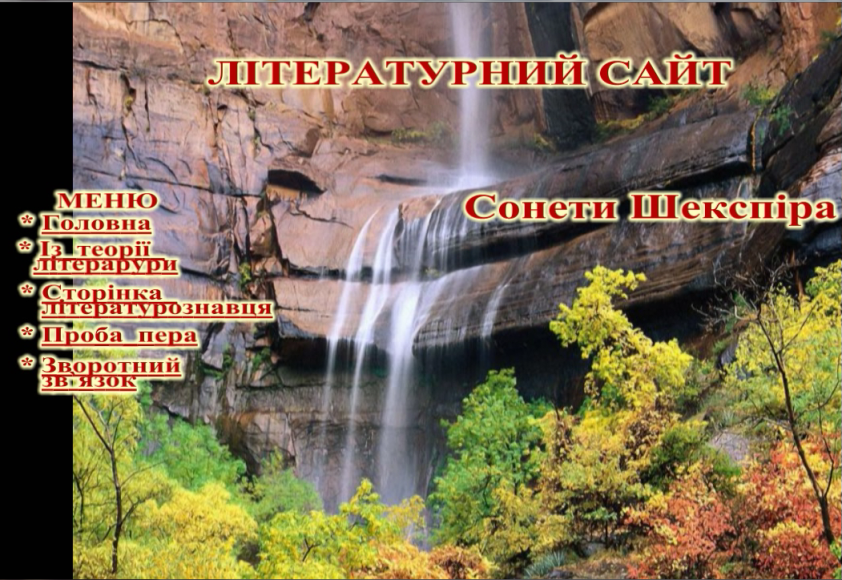 ЛІТЕРАТУРНИЙ САЙТ
Сонети Шекспіра
МЕНЮ
* Головна
* Із теорії
літерарури
* Сторінка
літературознавця
* Проба пера
* Зворотний
зв'язок